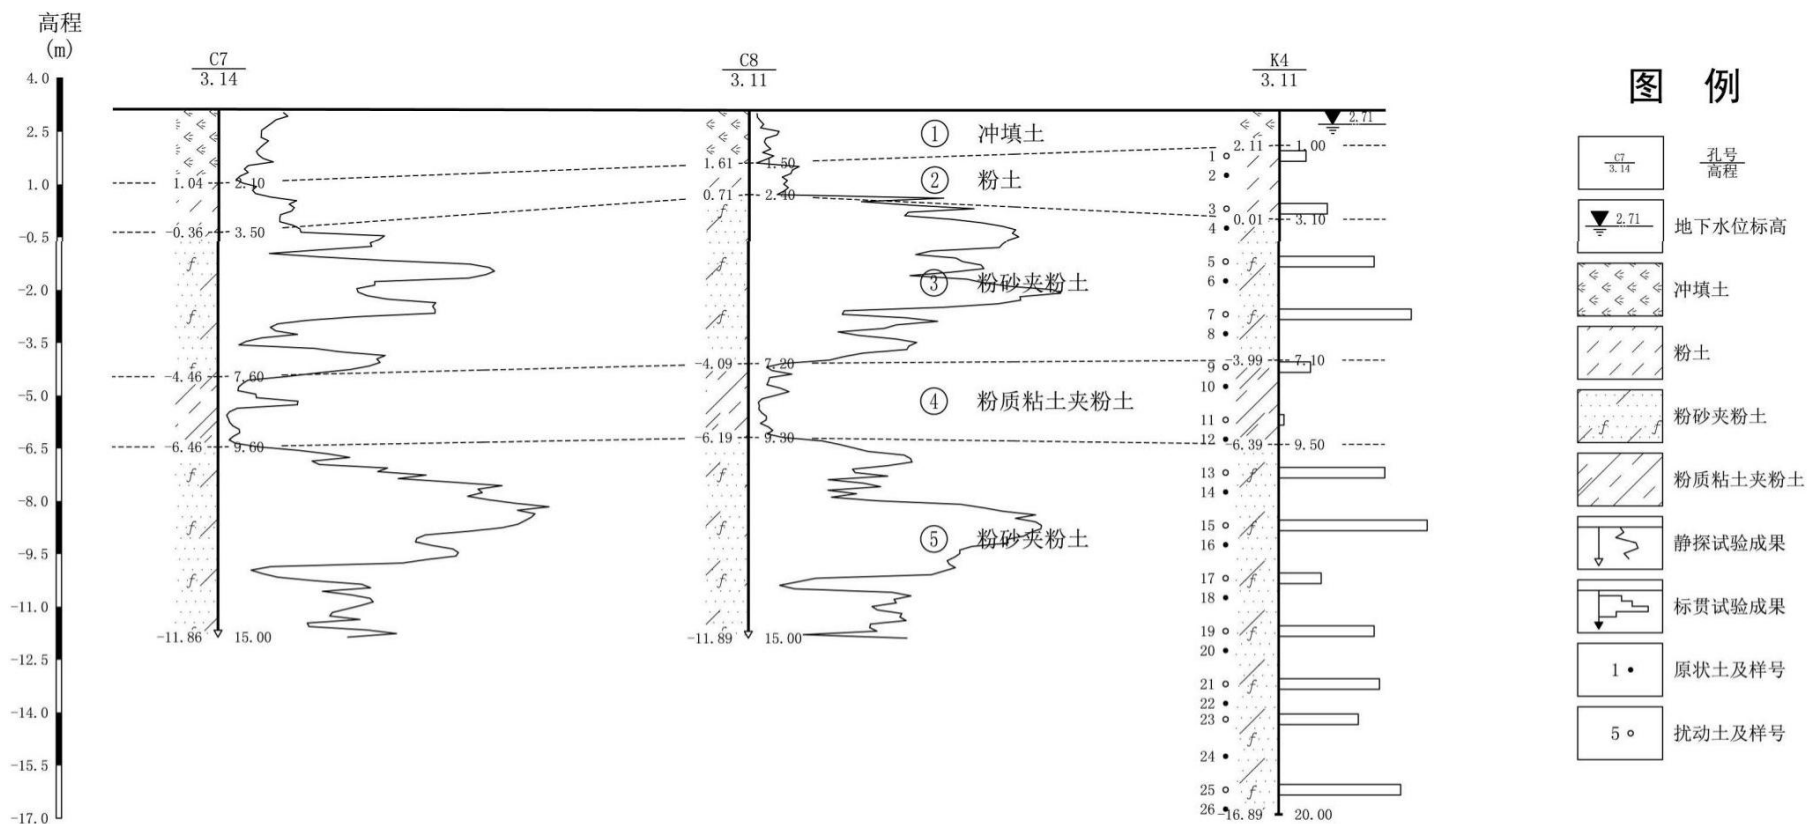 高程
(m)
4.0
2.5
1.0
-0.5
-2.0
-3.5
-5.0
-6.5
-8.0
-9.5
-11.0
-12.5
-14.0
-15.5
-17.0
C7
3.14
1.04 2.10
-0.36 3.50
f
f
f
-4.46 7.60
-6.46 9.60
f
f
f
f
-11.86 15.00
C8
3.11
1.61 1.50
0.71 2.40
f
f
f
f
-4.09 7.20
-6.19 9.30
f
f
f
f
-11.89 15.00
① 冲填土
② 粉土
③ 粉砂夹粉土
④ 粉质粘土夹粉土
⑤ 粉砂夹粉土
K4
3.11
2.71
2.11 1.00
1
2
3
0.01 3.10
4
5 f
6
7 f
8
-3.99 7.10
9
10
11
12
-6.39 9.50
13 f
14
15 f
16
17 f
18
19 f
20
21 f
22
23
f
24
25 f
26
-16.89 20.00
图 例
C7
3.14
孔号
高程
2.71 地下水位标高
冲填土
粉土
f f 粉砂夹粉土
粉质粘土夹粉土
静探试验成果
标贯试验成果
1 原状土及样号
5 扰动土及样号